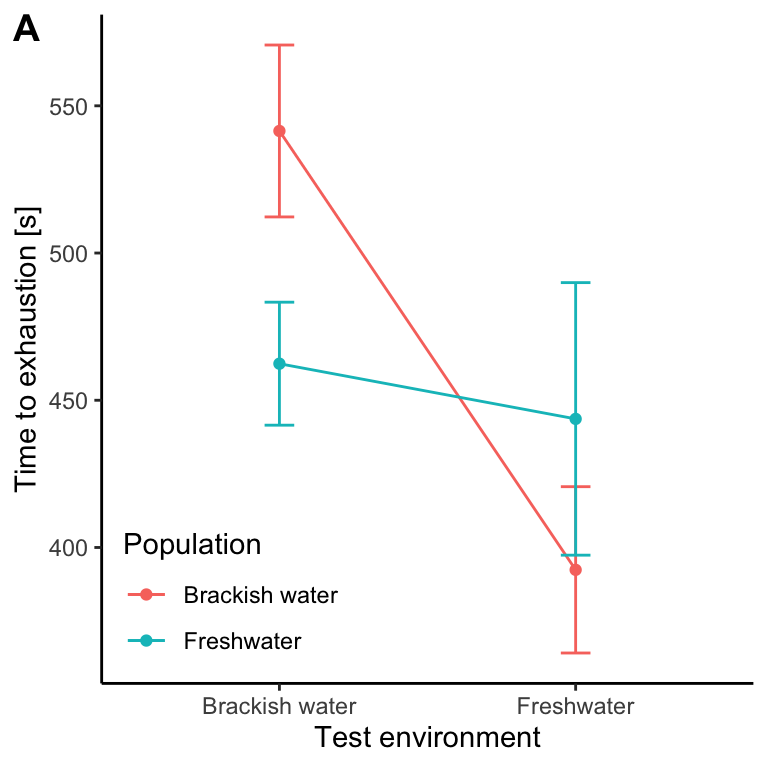 A
Time to exhaustion [s]
550
500
450
400
Population
Brackish water
Freshwater
Brackish water
Freshwater
Test environment